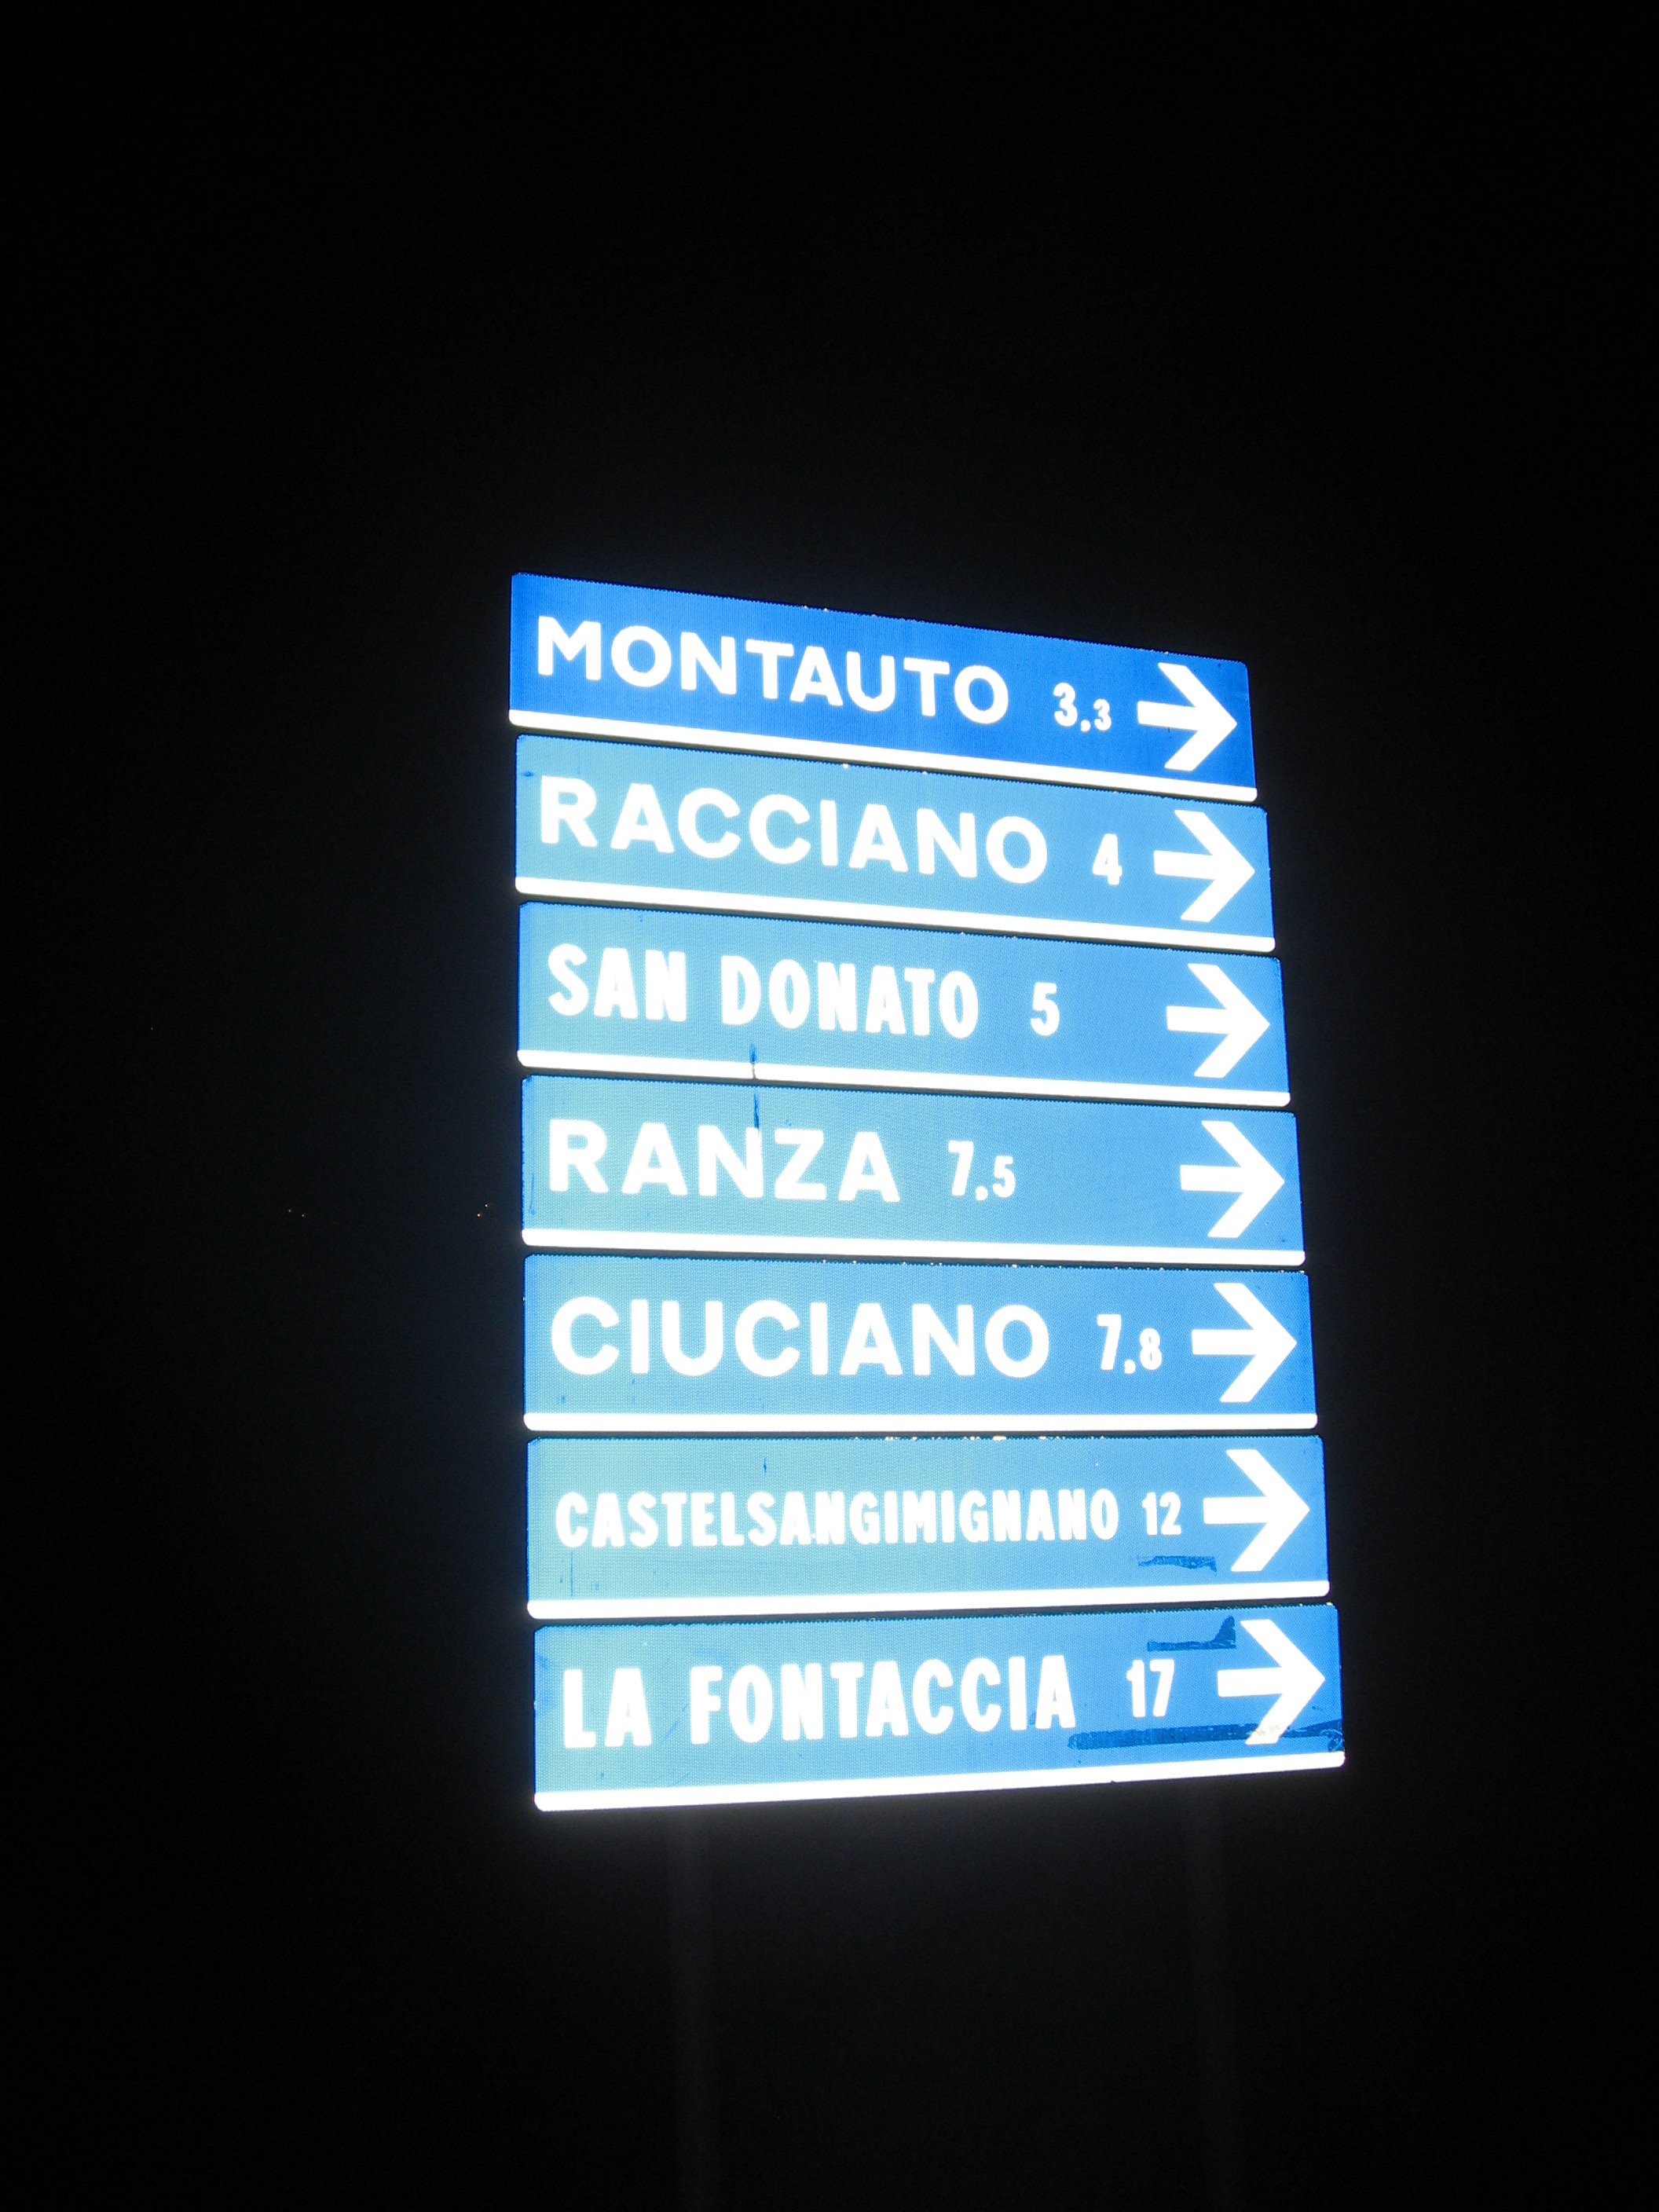 MONTAUTO 3,3
RACCIANO 4
SAN DONATO 5
RANZA 7,5
CIUCIANO 7,8
CASTELSANGIMIGNANO 12
LA FONTACCIA 17